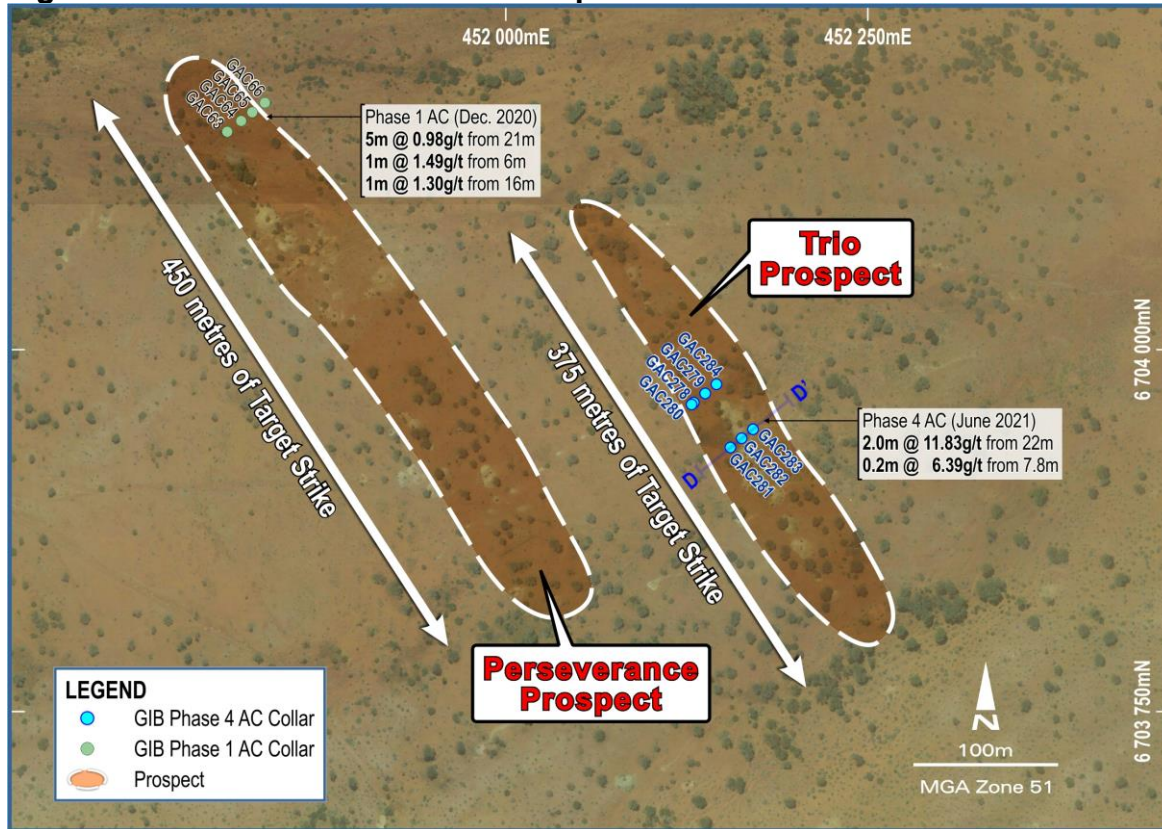 452 000mE
452 250mE
GAC66
GAC65
GAC64
GAC63
Phase 1 AC (Dec. 2020)
5m @ 0.98g/t from 21m
1m @ 1.49g/t from 6m
1m @ 1.30g/t from 16m
Trio
Prospect
450 metres of Target Strike
375 metres of Target Strike
6 704 000mN
GAC284
GAC279
GAC278
GAC280
D'
D
GAC283
GAC282
GAC281
Phase 4 AC (June 2021)
2.0m @ 11.83g/t from 22m
0.2m @ 6.39g/t from 7.8m
Perseverance
Prospect
6 703 750mN
LEGEND
GIB Phase 4 AC Collar
GIB Phase 1 AC Collar
Prospect
N
100m
MGA Zone 51